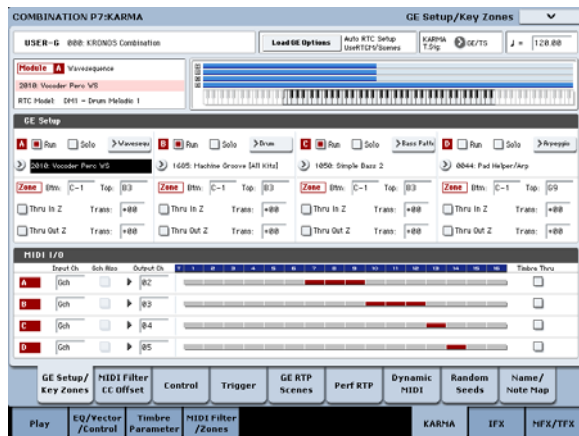 COMBINATION P7:KARMA GE Setup/Key Zones
USER-G 000: KRONOS Combination Load GE Options Auto RTC Setup UseRTCM/Scenes KARMA T.Sig: GE/TS ♩ = 120.00
Module A Wavesequence
2010: Vocoder Perc WS
RTC Model: DM1 - Drum Melodic 1
GE Setup
A Run Solo >Wavesequ B Run Solo >Drum C Run Solo >Bass Patte D Run Solo >Arpeggio
2010: Vocoder Perc WS 1605: Machine Groove [All Kits] 1050: Simple Bass 2 0044: Pad Helper/Arp
Zone Btm: C-1 Top: B3 Zone Btm: C-1 Top: B3 Zone Btm: C-1 Top: B3 Zone Btm: C-1 Top: G9
Thru In Z Trans: +00 Thru In Z Trans: +00 Thru In Z Trans: +00 Thru In Z Trans: +00
Thru Out Z Trans: +00 Thru Out Z Trans: +00 Thru Out Z Trans: +00 Thru Out Z Trans: +00
MIDI I/O
Input Ch Gch Also Output Ch T 1 2 3 4 5 6 7 8 9 10 11 12 13 14 15 16 Timbre Thru
A Gch 02
B Gch 03
C Gch 04
D Gch 05
GE Setup/ Key Zones MIDI Filter CC Offset Control Trigger GE RTP Scenes Perf RTP Dynamic MIDI Random Seeds Name/ Note Map
Play EQ/Vector /Control Timbre Parameter MIDI Filter /Zones KARMA IFX MFX/TFX